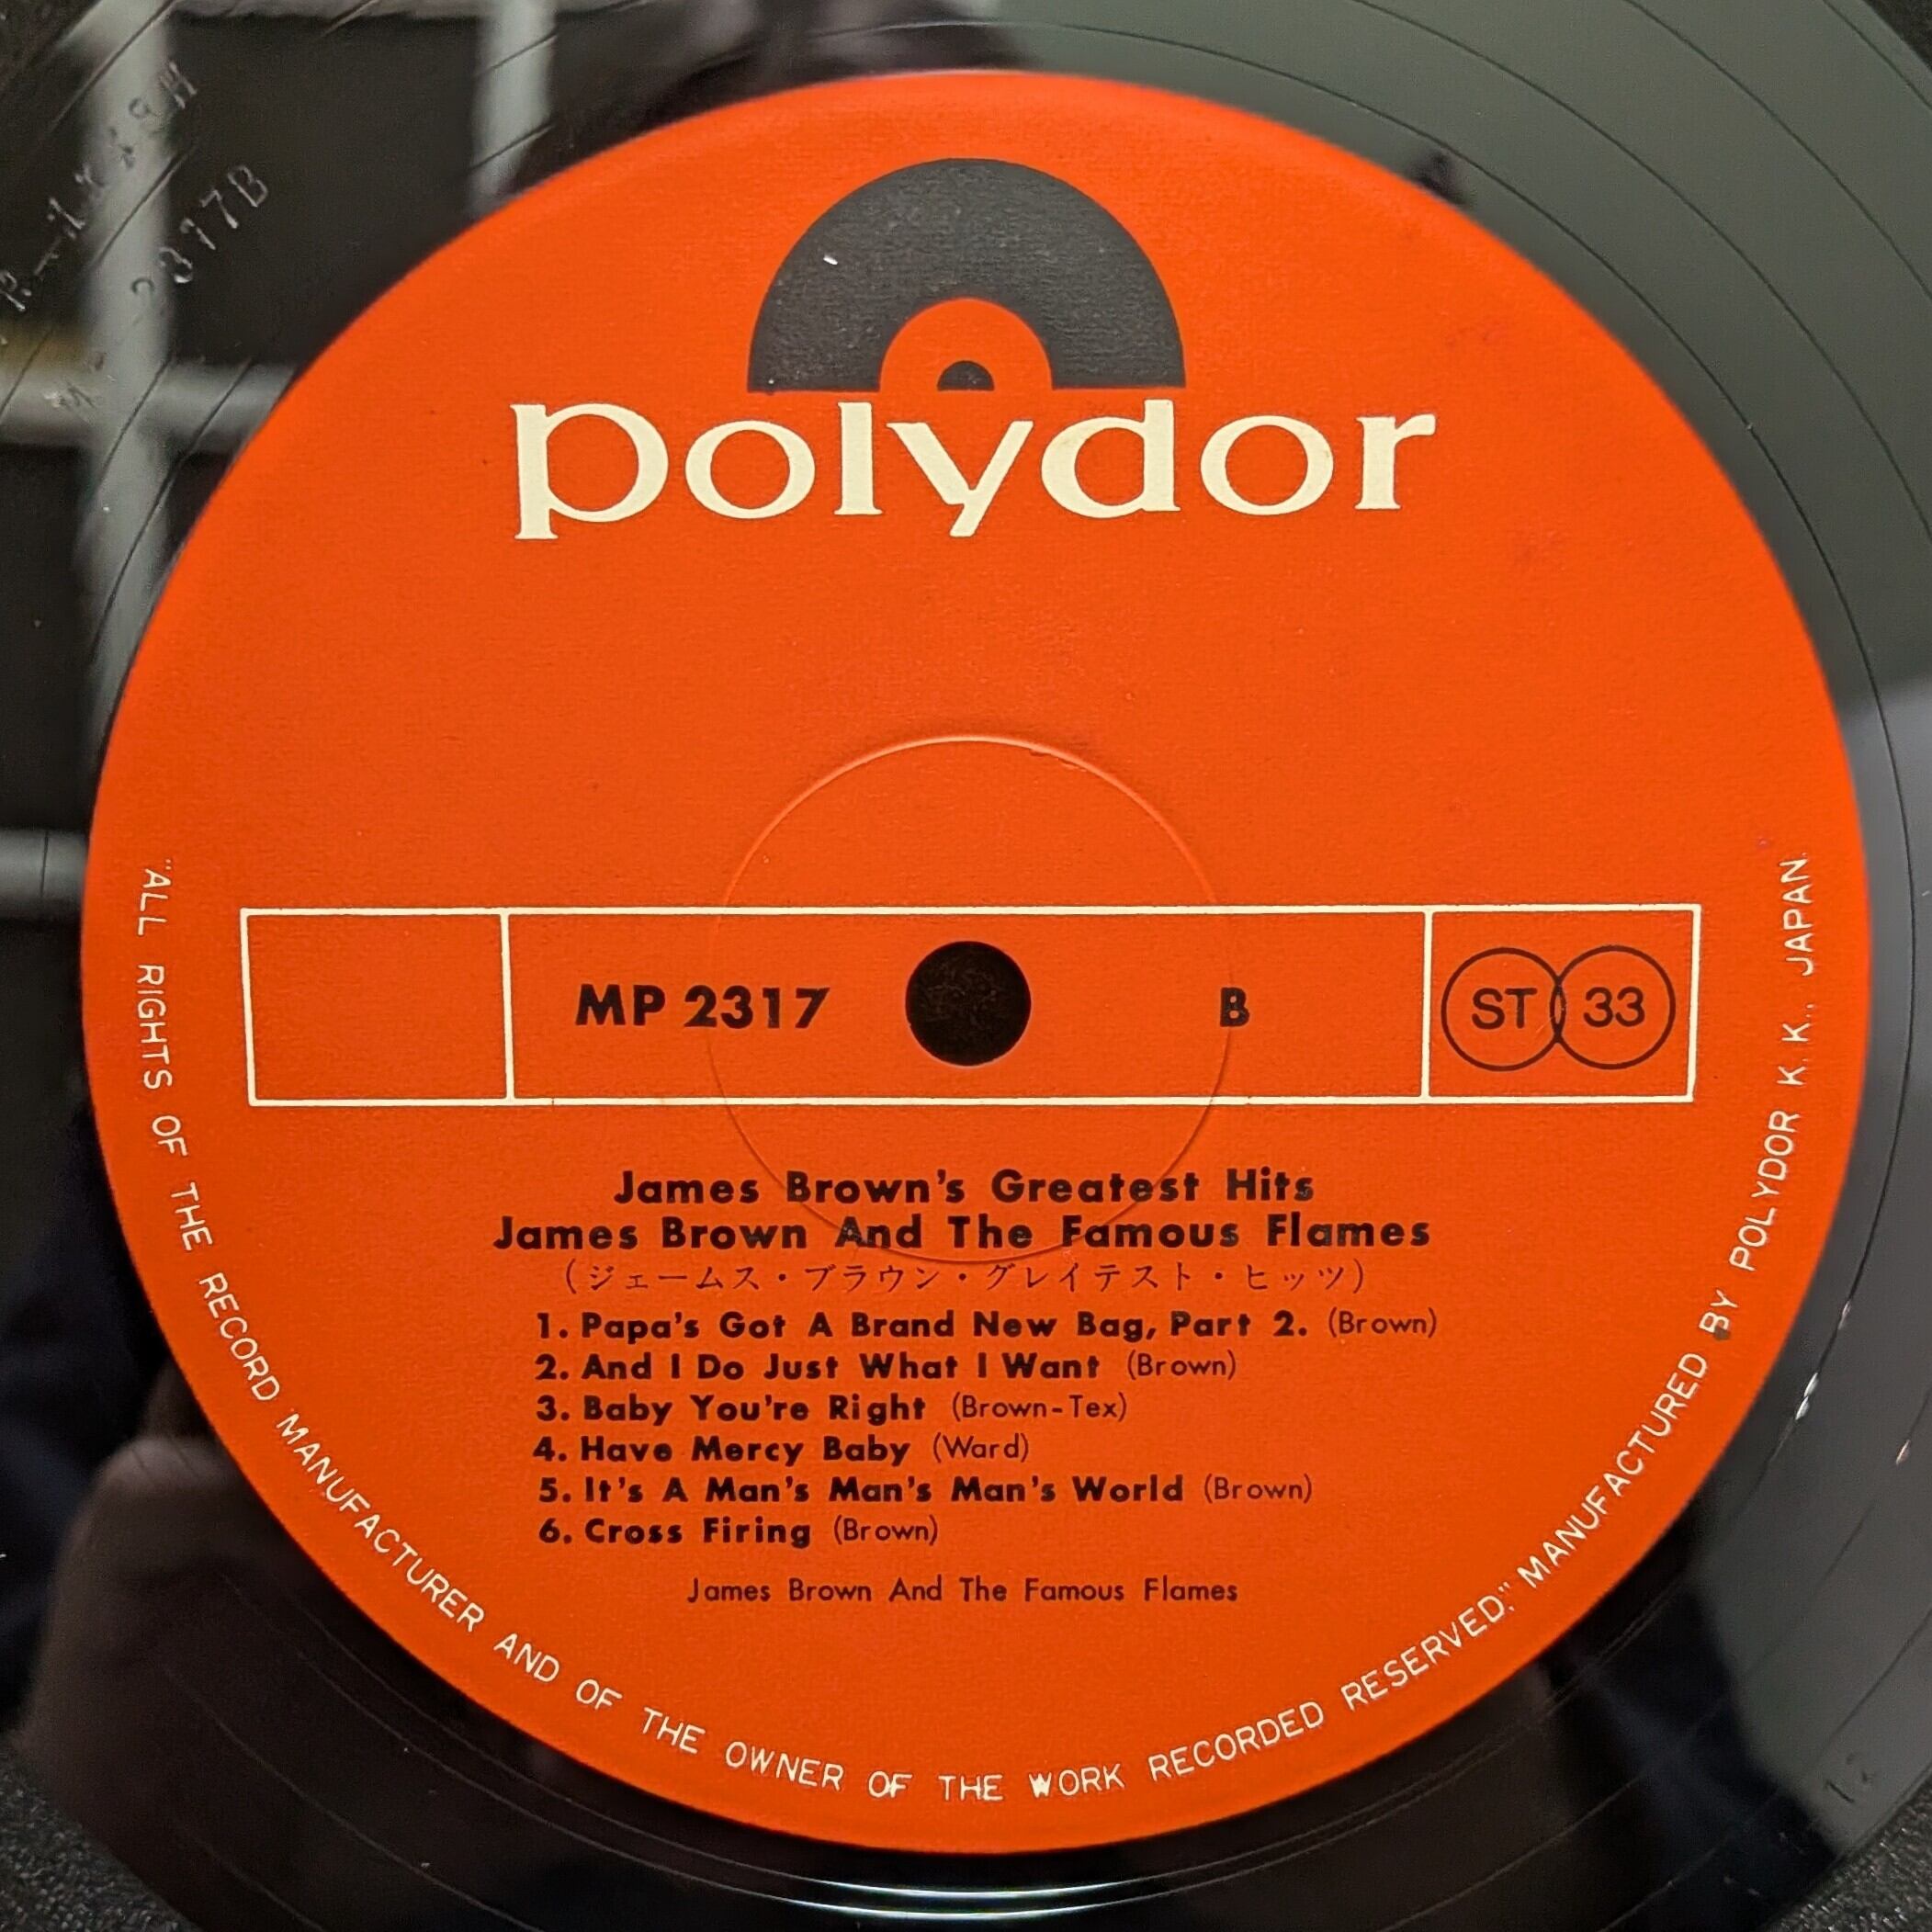 polydor
MP 2317
B
ST 33
James Brown's Greatest Hits
James Brown And The Famous Flames
(ジェームス・ブラウン・グレイテスト・ヒッツ)
1. Papa's Got A Brand New Bag, Part 2. (Brown)
2. And I Do Just What I Want (Brown)
3. Baby You're Right (Brown-Tex)
4. Have Mercy Baby (Ward)
5. It's A Man's Man's Man's World (Brown)
6. Cross Firing (Brown)
James Brown And The Famous Flames
"ALL RIGHTS OF THE RECORD MANUFACTURER AND OF THE OWNER OF THE WORK RECORDED RESERVED;" MANUFACTURED BY POLYDOR K.K., JAPAN.